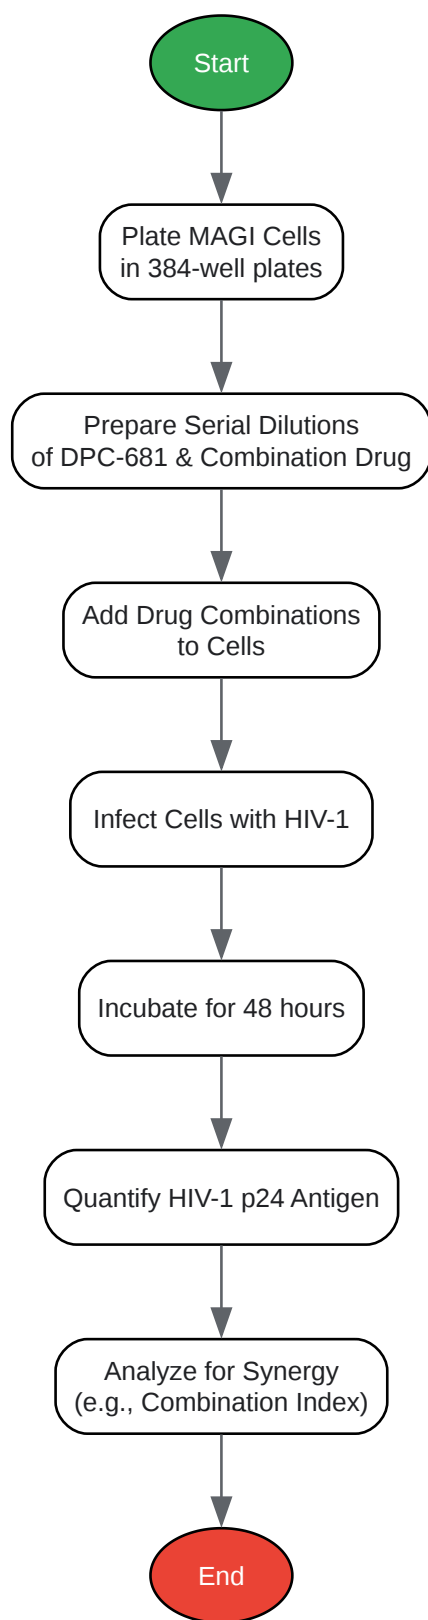 Start
Plate MAGI Cells
in 384-well plates
Prepare Serial Dilutions
of DPC-681 & Combination Drug
Add Drug Combinations
to Cells
Infect Cells with HIV-1
Incubate for 48 hours
Quantify HIV-1 p24 Antigen
Analyze for Synergy
(e.g., Combination Index)
End